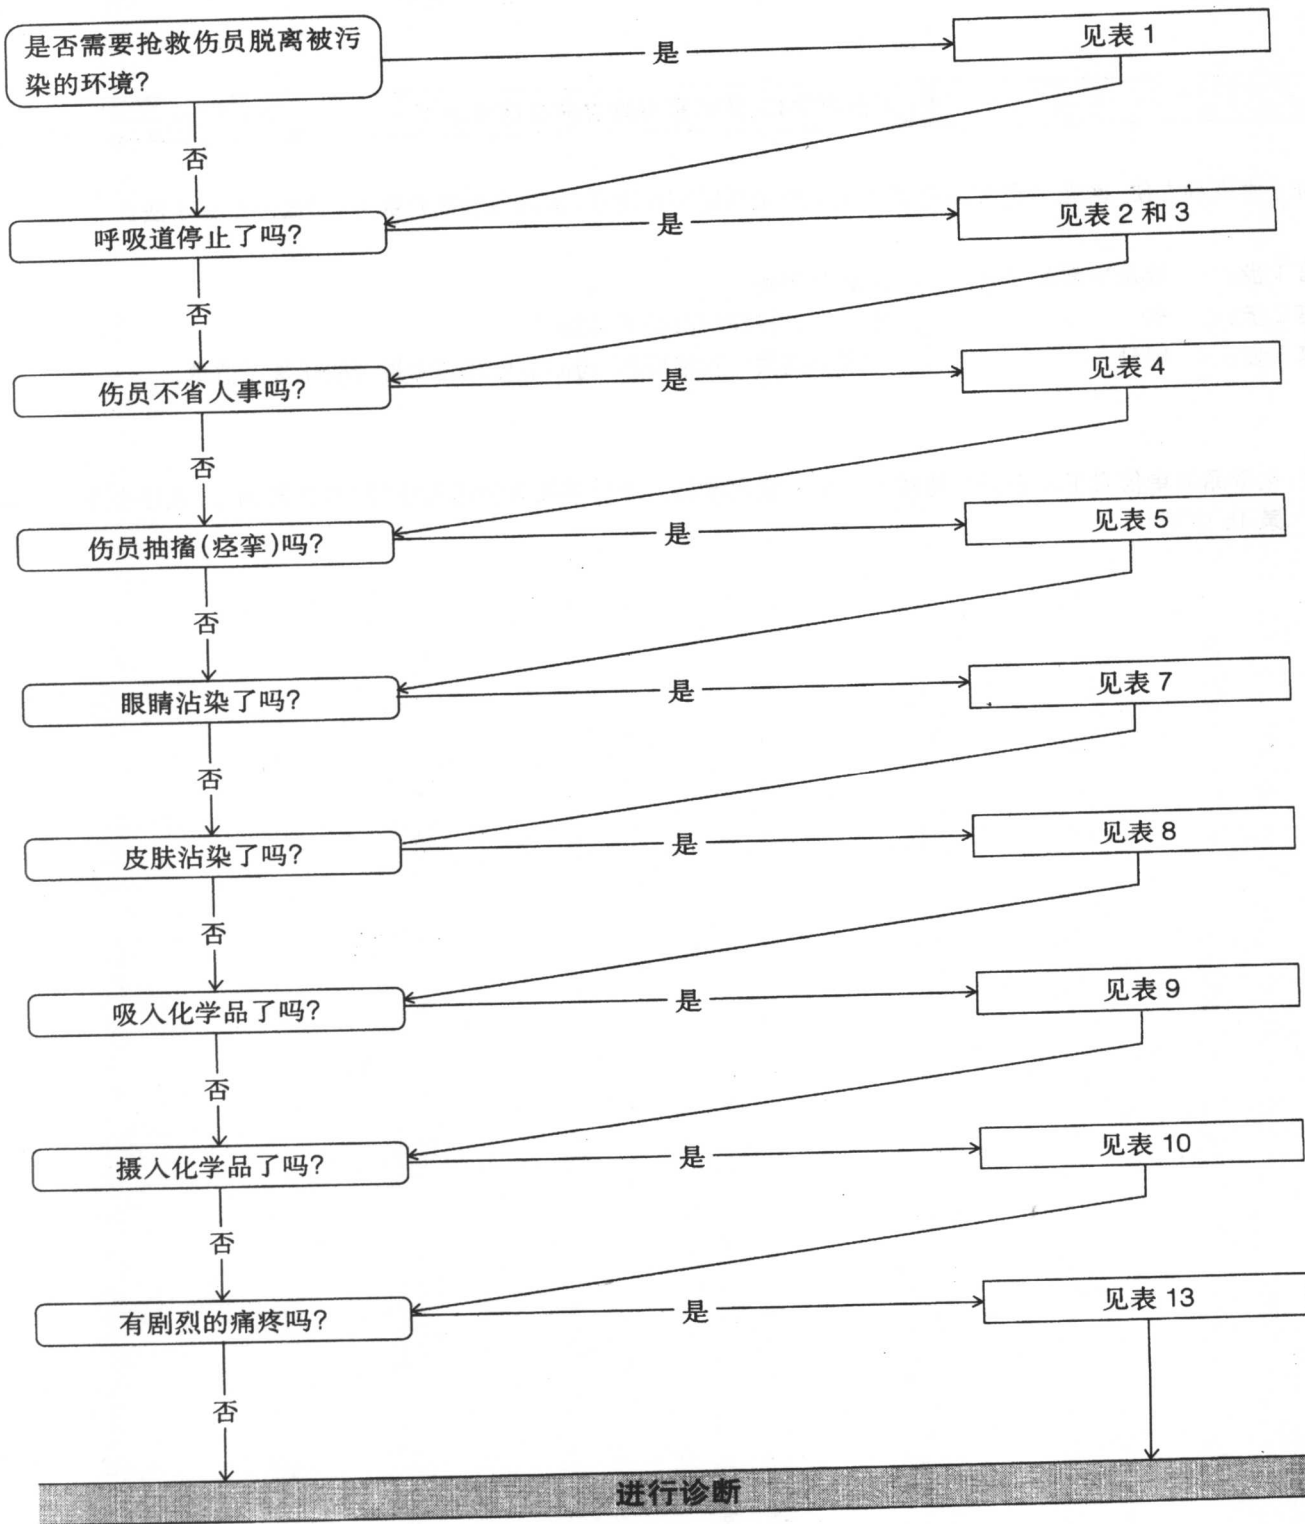 是否需要抢救伤员脱离被污
染的环境?
是
见表 1
否
呼吸道停止了吗?
是
见表 2 和 3
否
伤员不省人事吗?
是
见表 4
否
伤员抽搐(痉挛)吗?
是
见表 5
否
眼睛沾染了吗?
是
见表 7
否
皮肤沾染了吗?
是
见表 8
否
吸入化学品了吗?
是
见表 9
否
摄入化学品了吗?
是
见表 10
否
有剧烈的痛疼吗?
是
见表 13
否
进行诊断